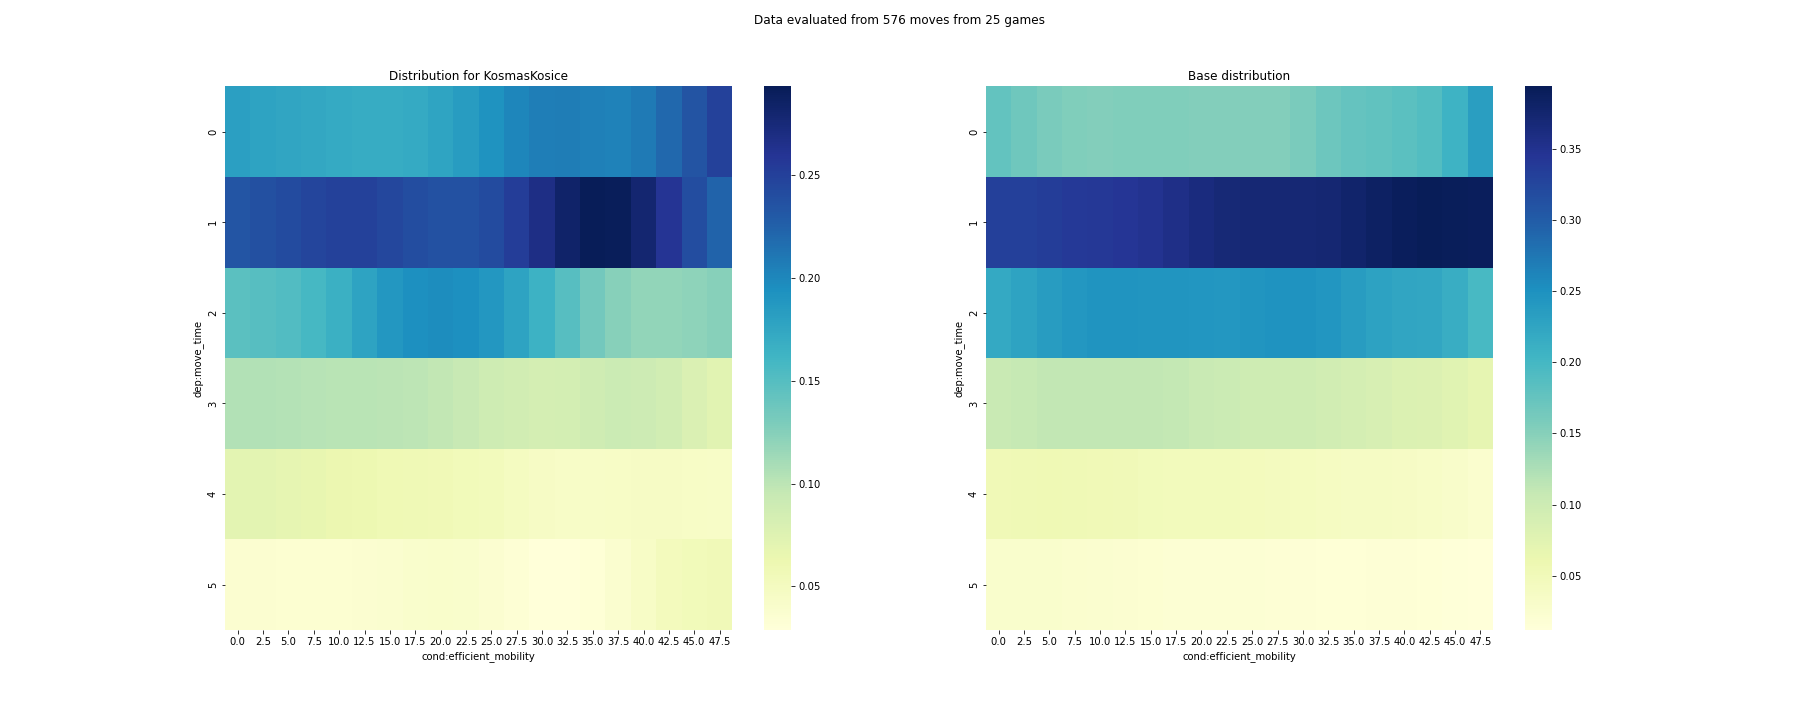 Data evaluated from 576 moves from 25 games
Distribution for KosmasKosice
0
1
2
3
4
5
dep:move_time
0.0 2.5 5.0 7.5 10.0 12.5 15.0 17.5 20.0 22.5 25.0 27.5 30.0 32.5 35.0 37.5 40.0 42.5 45.0 47.5
cond:efficient_mobility
0.25
0.20
0.15
0.10
0.05
Base distribution
0
1
2
3
4
5
dep:move_time
0.0 2.5 5.0 7.5 10.0 12.5 15.0 17.5 20.0 22.5 25.0 27.5 30.0 32.5 35.0 37.5 40.0 42.5 45.0 47.5
cond:efficient_mobility
0.35
0.30
0.25
0.20
0.15
0.10
0.05